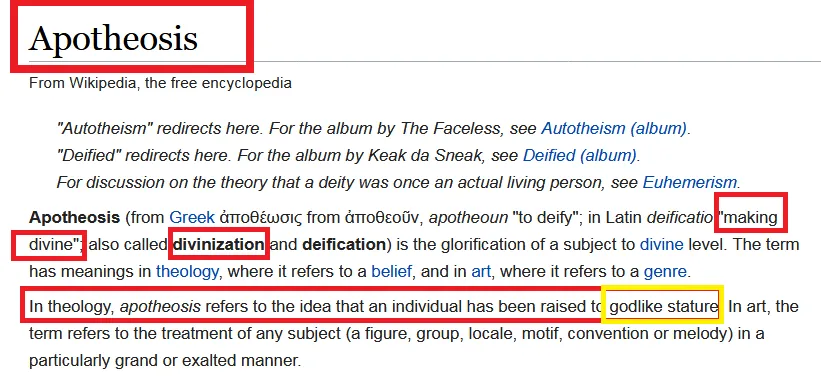 Apotheosis
From Wikipedia, the free encyclopedia
"Autotheism" redirects here. For the album by The Faceless, see Autotheism (album).
"Deified" redirects here. For the album by Keak da Sneak, see Deified (album).
For discussion on the theory that a deity was once an actual living person, see Euhemerism.
Apotheosis (from Greek ἀποθέωσις from ἀποθεοῦν, apotheoun "to deify"; in Latin deificatio "making
divine"; also called divinization and deification) is the glorification of a subject to divine level. The term
has meanings in theology, where it refers to a belief, and in art, where it refers to a genre.
In theology, apotheosis refers to the idea that an individual has been raised to godlike stature. In art, the
term refers to the treatment of any subject (a figure, group, locale, motif, convention or melody) in a
particularly grand or exalted manner.